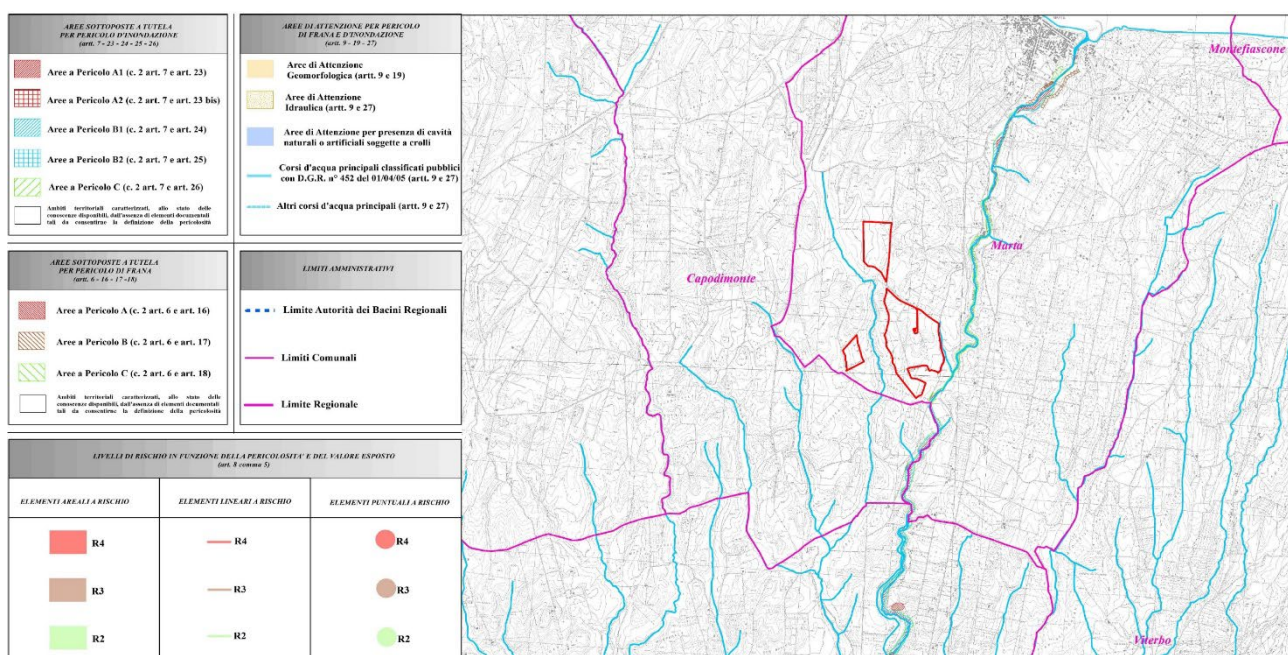 AREE SOTTOPOSTE A TUTELA
PER PERICOLO D'INONDAZIONE
(artt. 7 - 23 - 24 - 25 - 26)
Aree a Pericolo A1 (c. 2 art. 7 e art. 23)
Aree a Pericolo A2 (c. 2 art. 7 e art. 23 bis)
Aree a Pericolo B1 (c. 2 art. 7 e art. 24)
Aree a Pericolo B2 (c. 2 art. 7 e art. 25)
Aree a Pericolo C (c. 2 art. 7 e art. 26)
Ambiti territoriali caratterizzati, allo stato delle
conoscenze disponibili, dall'assenza di elementi documentali
tali da consentirne la definizione della pericolosità
AREE DI ATTENZIONE PER PERICOLO
DI FRANA E D'INONDAZIONE
(artt. 9 - 19 - 27)
Aree di Attenzione
Geomorfologica (artt. 9 e 19)
Aree di Attenzione
Idraulica (artt. 9 e 27)
Aree di Attenzione per presenza di cavità
naturali o artificiali soggette a crolli
Corsi d'acqua principali classificati pubblici
con D.G.R. n° 452 del 01/04/05 (artt. 9 e 27)
Altri corsi d'acqua principali (artt. 9 e 27)
AREE SOTTOPOSTE A TUTELA
PER PERICOLO DI FRANA
(art. 6 - 16 - 17 -18)
Aree a Pericolo A (c. 2 art. 6 e art. 16)
Aree a Pericolo B (c. 2 art. 6 e art. 17)
Aree a Pericolo C (c. 2 art. 6 e art. 18)
Ambiti territoriali caratterizzati, allo stato delle
conoscenze disponibili, dall'assenza di elementi documentali
tali da consentirne la definizione della pericolosità
LIMITI AMMINISTRATIVI
Limite Autorità dei Bacini Regionali
Limiti Comunali
Limite Regionale
LIVELLI DI RISCHIO IN FUNZIONE DELLA PERICOLOSITA' E DEL VALORE ESPOSTO
(art. 8 comma 5)
ELEMENTI AREALI A RISCHIO
ELEMENTI LINEARI A RISCHIO
ELEMENTI PUNTUALI A RISCHIO
R4
R4
R4
R3
R3
R3
R2
R2
R2
Montefiascone
Marta
Capodimonte
Viterbo